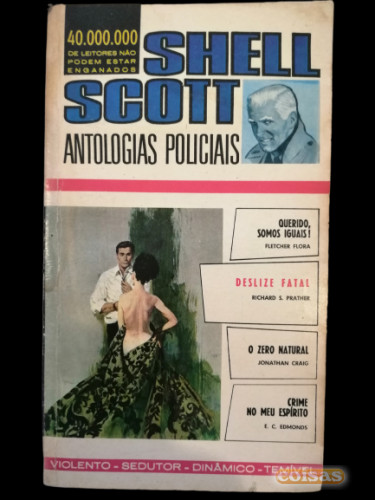 40.000.000
DE LEITORES NÃO
PODEM ESTAR
ENGANADOS
SHELL
SCOTT
ANTOLOGIAS POLICIAIS
QUERIDO,
SOMOS IGUAIS!
FLETCHER FLORA
DESLIZE FATAL
RICHARD S. PRATHER
O ZERO NATURAL
JONATHAN CRAIG
CRIME
NO MEU ESPÍRITO
E. C. EDMONDS
VIOLENTO - SEDUTOR - DINÂMICO - TEMÍVEL
coisas